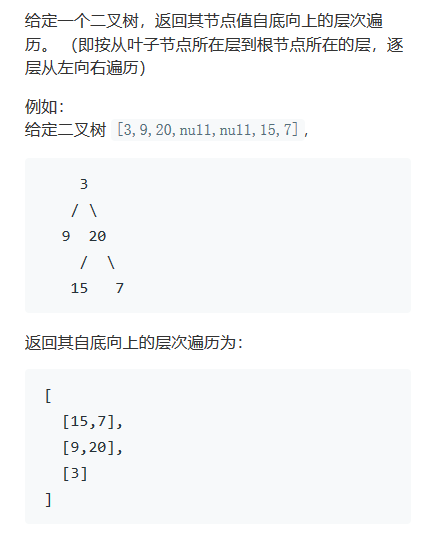 给定一个二叉树，返回其节点值自底向上的层次遍
历。 （即按从叶子节点所在层到根节点所在的层，逐
层从左向右遍历）
例如：
给定二叉树 [3,9,20,null,null,15,7],
3
/ \
9 20
/ \
15 7
返回其自底向上的层次遍历为：
[
[15,7],
[9,20],
[3]
]